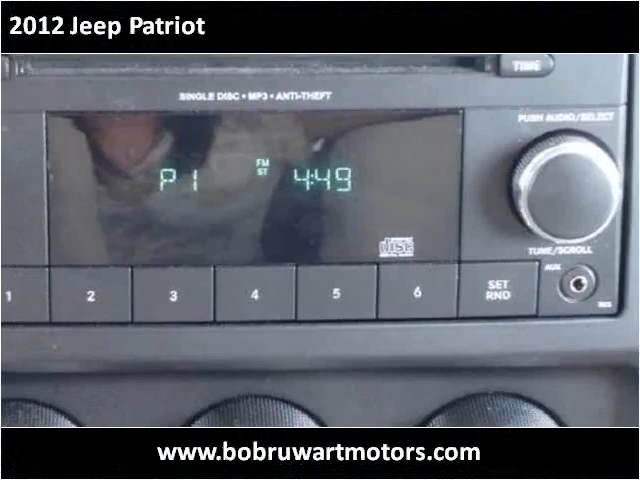 2012 Jeep Patriot
TIME
SINGLE DISC • MP3 • ANTI-THEFT
PUSH AUDIO/SELECT
P1 FM ST 4:49
DISC
TUNE/SCROLL
AUX
1 2 3 4 5 6 SET RND
www.bobruwartmotors.com